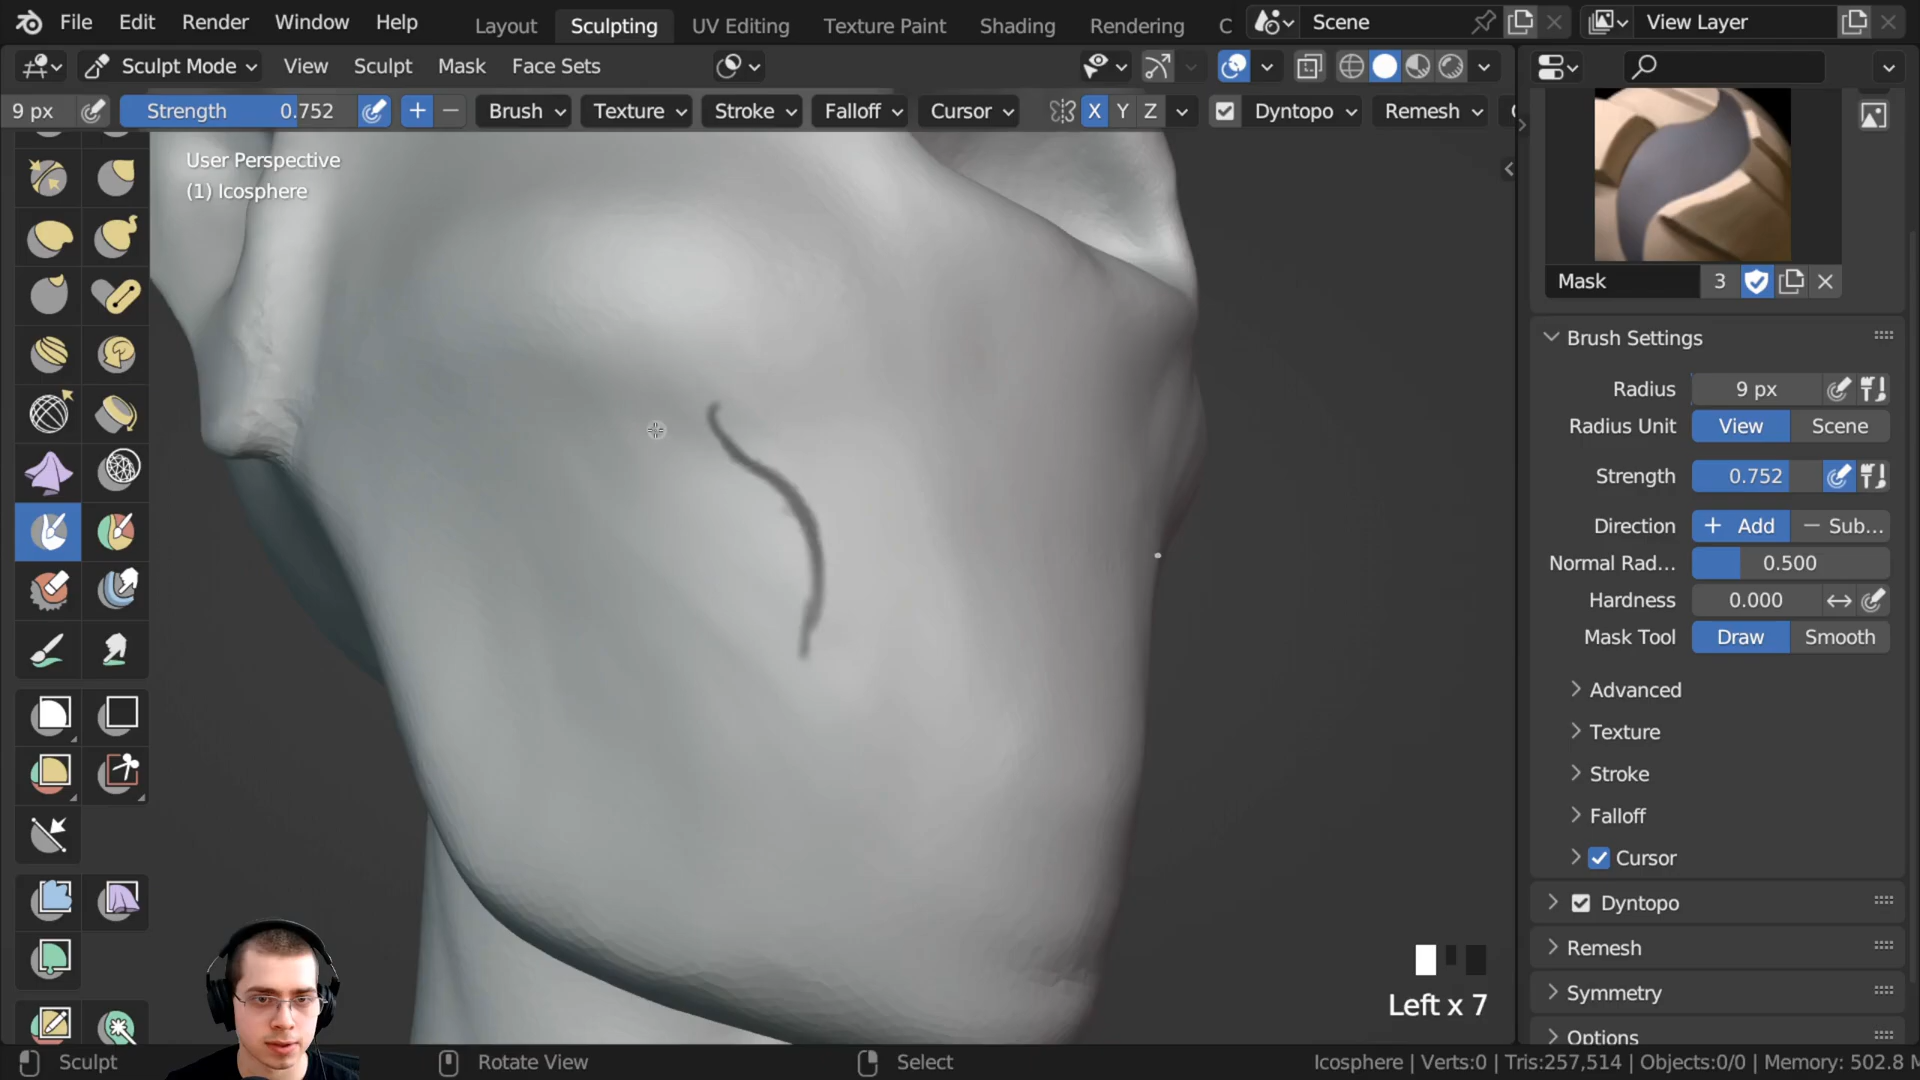 File Edit Render Window Help Layout Sculpting UV Editing Texture Paint Shading Rendering C Scene View Layer
Sculpt Mode View Sculpt Mask Face Sets
9 px Strength 0.752 + − Brush Texture Stroke Falloff Cursor X Y Z Dyntopo Remesh
User Perspective
(1) Icosphere
Mask 3
Brush Settings
Radius 9 px
Radius Unit View Scene
Strength 0.752
Direction + Add − Sub...
Normal Rad... 0.500
Hardness 0.000
Mask Tool Draw Smooth
Advanced
Texture
Stroke
Falloff
Cursor
Dyntopo
Remesh
Symmetry
Options
Left x 7
Sculpt Rotate View Select Icosphere | Verts:0 | Tris:257,514 | Objects:0/0 | Memory: 502.8 M